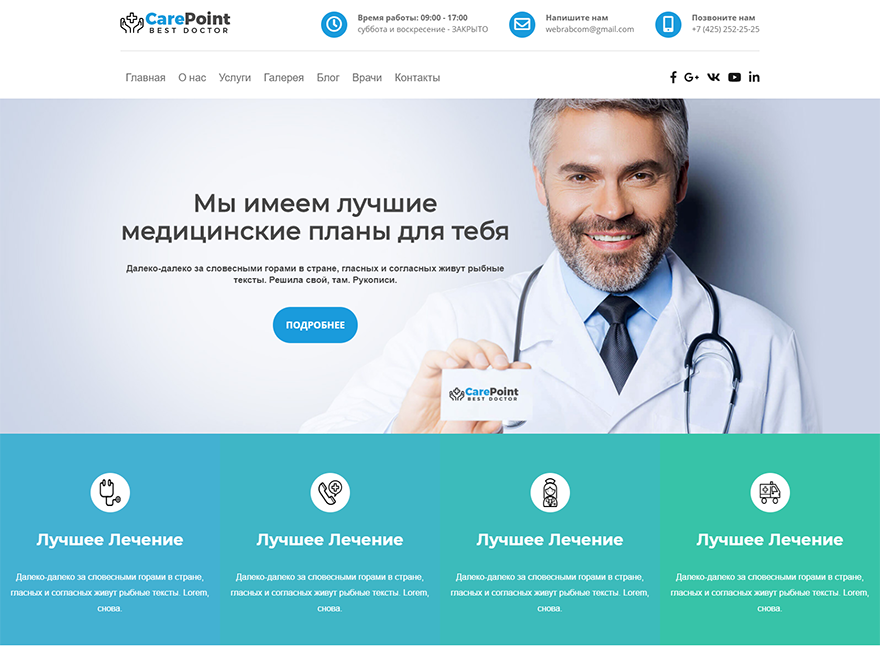 CarePoint
BEST DOCTOR
Время работы: 09:00 - 17:00
суббота и воскресение - ЗАКРЫТО
Напишите нам
webrabcom@gmail.com
Позвоните нам
+7 (425) 252-25-25
Главная О нас Услуги Галерея Блог Врачи Контакты
Мы имеем лучшие
медицинские планы для тебя
Далеко-далеко за словесными горами в стране, гласных и согласных живут рыбные
тексты. Решила свой, там. Рукописи.
ПОДРОБНЕЕ
CarePoint
BEST DOCTOR
Лучшее Лечение
Далеко-далеко за словесными горами в стране,
гласных и согласных живут рыбные тексты. Lorem,
снова.
Лучшее Лечение
Далеко-далеко за словесными горами в стране,
гласных и согласных живут рыбные тексты. Lorem,
снова.
Лучшее Лечение
Далеко-далеко за словесными горами в стране,
гласных и согласных живут рыбные тексты. Lorem,
снова.
Лучшее Лечение
Далеко-далеко за словесными горами в стране,
гласных и согласных живут рыбные тексты. Lorem,
снова.